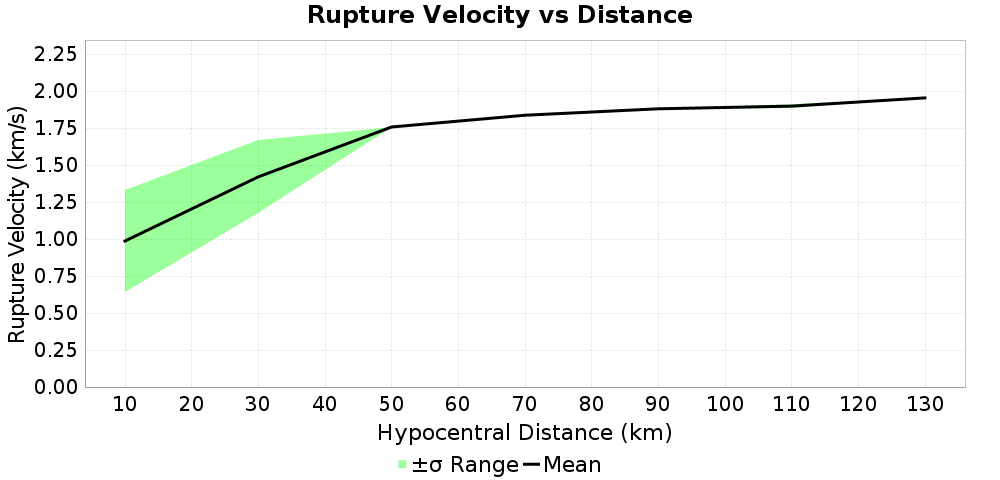 Rupture Velocity vs Distance
Rupture Velocity (km/s)
2.25
2.00
1.75
1.50
1.25
1.00
0.75
0.50
0.25
0.00
10 20 30 40 50 60 70 80 90 100 110 120 130
Hypocentral Distance (km)
±σ Range Mean